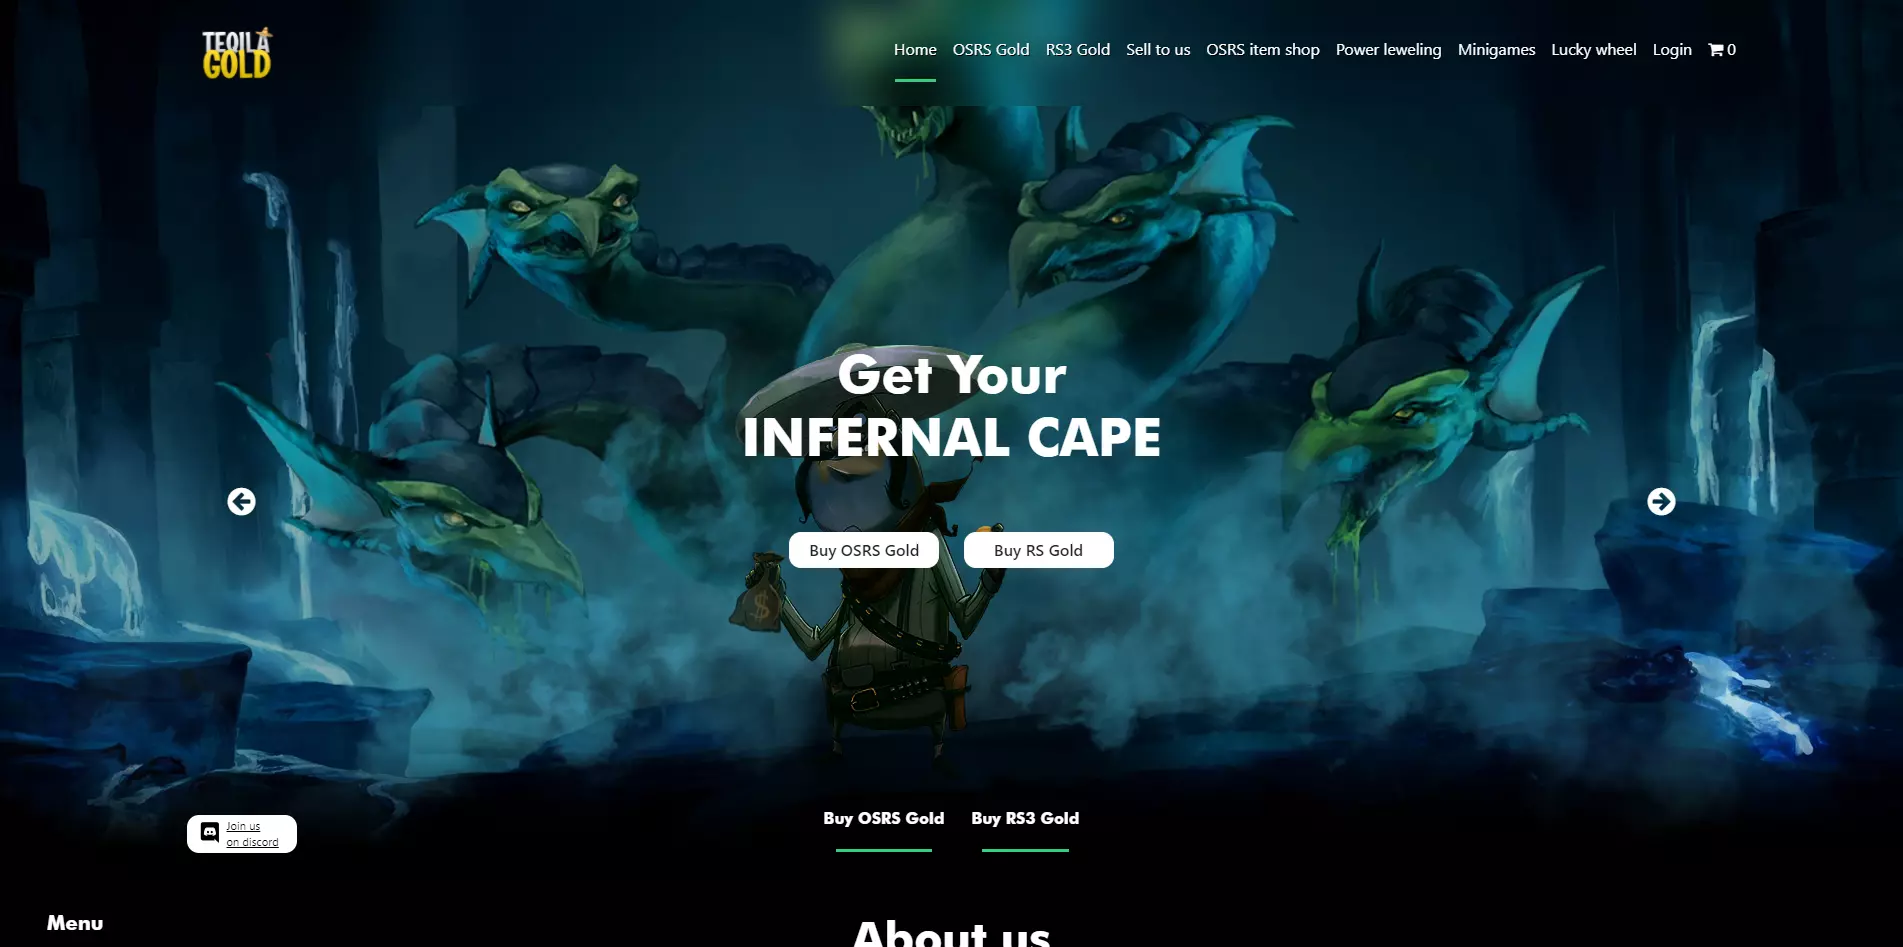 TEQILA
GOLD
Home
OSRS Gold
RS3 Gold
Sell to us
OSRS item shop
Power leweling
Minigames
Lucky wheel
Login
0
Get Your
INFERNAL CAPE
Buy OSRS Gold
Buy RS Gold
$
Join us
on discord
Buy OSRS Gold
Buy RS3 Gold
Menu
About us